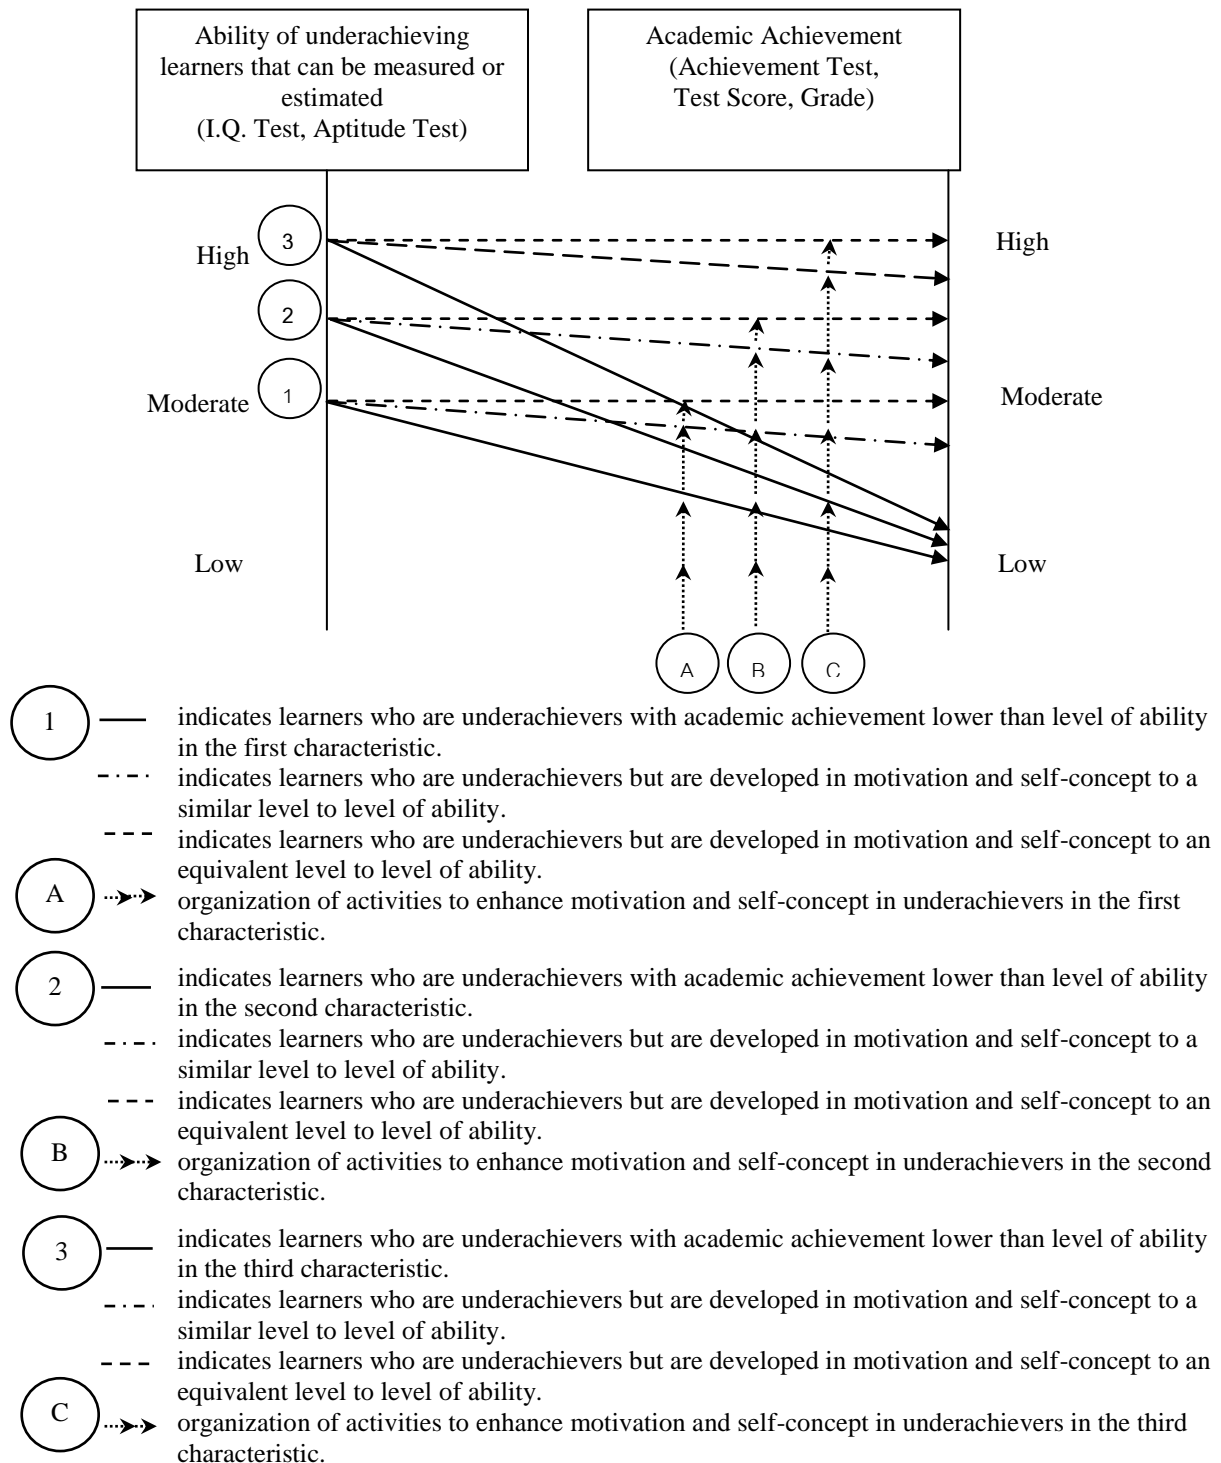 Ability of underachieving
learners that can be measured or
estimated
(I.Q. Test, Aptitude Test)
Academic Achievement
(Achievement Test,
Test Score, Grade)
3
High
High
2
1
Moderate
Moderate
Low
Low
A
B
C
1
indicates learners who are underachievers with academic achievement lower than level of ability
in the first characteristic.
indicates learners who are underachievers but are developed in motivation and self-concept to a
similar level to level of ability.
indicates learners who are underachievers but are developed in motivation and self-concept to an
equivalent level to level of ability.
A
organization of activities to enhance motivation and self-concept in underachievers in the first
characteristic.
2
indicates learners who are underachievers with academic achievement lower than level of ability
in the second characteristic.
indicates learners who are underachievers but are developed in motivation and self-concept to a
similar level to level of ability.
indicates learners who are underachievers but are developed in motivation and self-concept to an
equivalent level to level of ability.
B
organization of activities to enhance motivation and self-concept in underachievers in the second
characteristic.
3
indicates learners who are underachievers with academic achievement lower than level of ability
in the third characteristic.
indicates learners who are underachievers but are developed in motivation and self-concept to a
similar level to level of ability.
indicates learners who are underachievers but are developed in motivation and self-concept to an
equivalent level to level of ability.
C
organization of activities to enhance motivation and self-concept in underachievers in the third
characteristic.